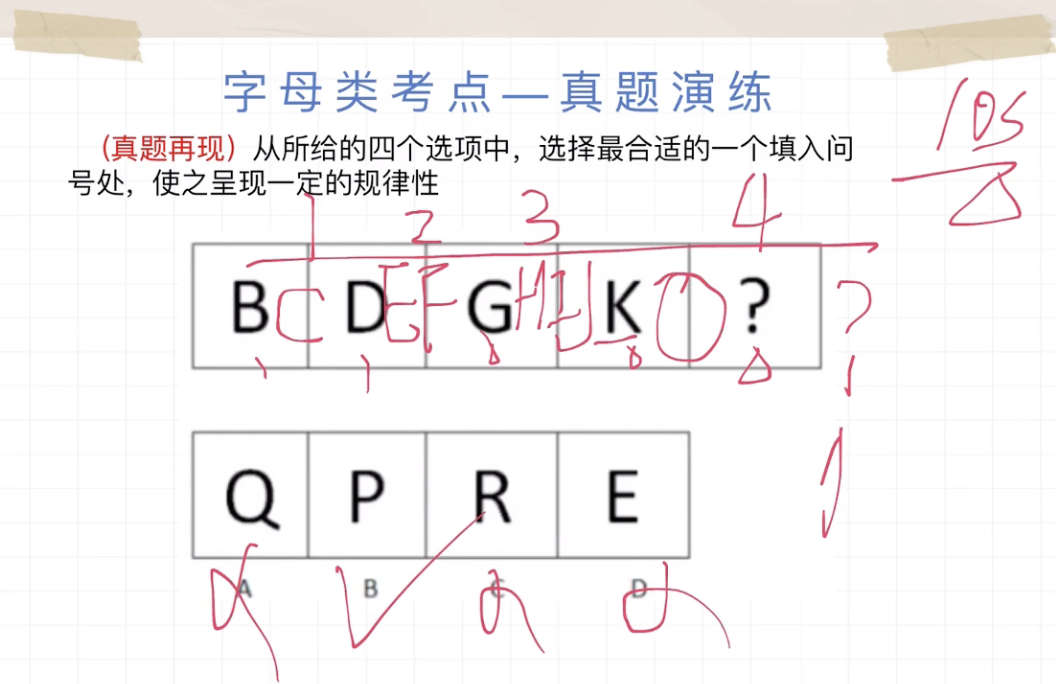 字母类考点—真题演练
10s
（真题再现）从所给的四个选项中，选择最合适的一个填入问
号处，使之呈现一定的规律性
1 2 3 4
B C D E F G H I J K ? ?
Q P R E
A B C D